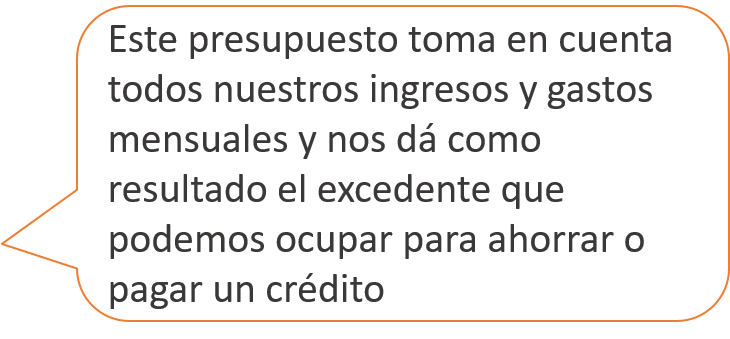 Este presupuesto toma en cuenta
todos nuestros ingresos y gastos
mensuales y nos dá como
resultado el excedente que
podemos ocupar para ahorrar o
pagar un crédito